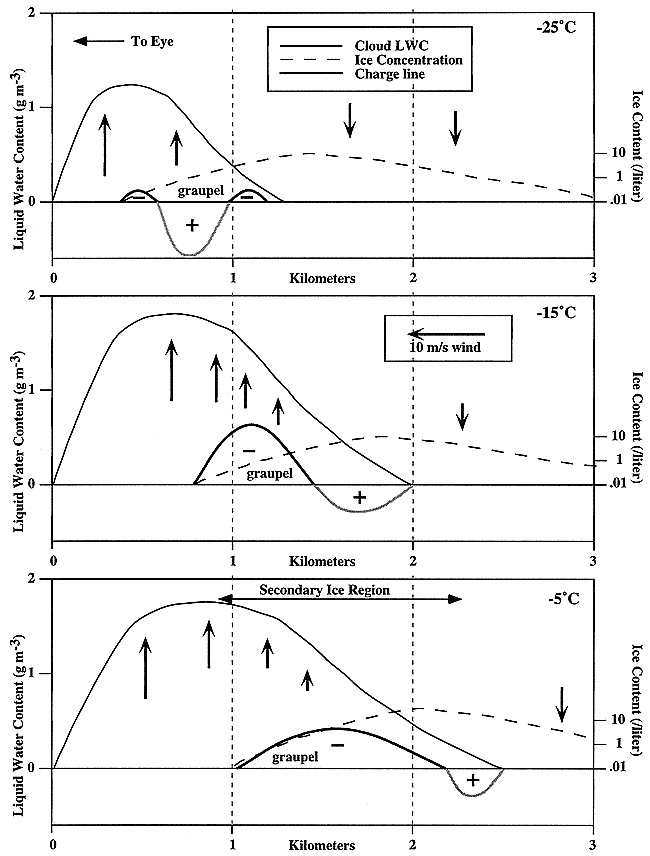 2
To Eye
-25°C
Cloud LWC
Ice Concentration
Charge line
Liquid Water Content (g m-3)
1
10
1
.01
Ice Content (/liter)
graupel
0
-
-
+
0
1
Kilometers
2
3
2
-15°C
10 m/s wind
Liquid Water Content (g m-3)
1
10
1
.01
Ice Content (/liter)
-
graupel
0
+
0
1
Kilometers
2
3
2
Secondary Ice Region
-5°C
Liquid Water Content (g m-3)
1
10
1
.01
Ice Content (/liter)
graupel
-
0
+
0
1
Kilometers
2
3